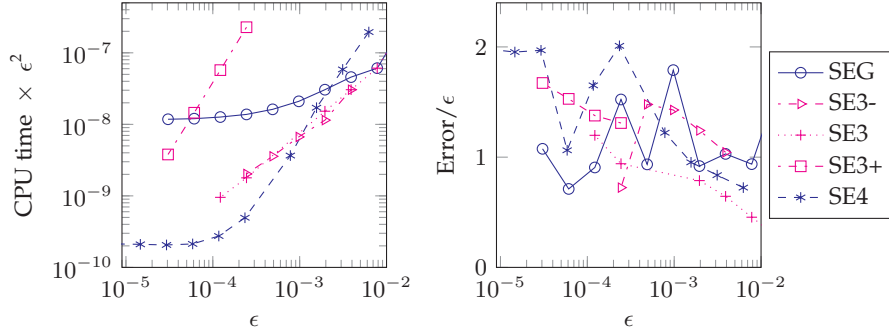 10^−7
10^−8
10^−9
10^−10
CPU time × ϵ^2
10^−5
10^−4
10^−3
10^−2
ϵ
2
1
0
Error/ϵ
10^−5
10^−4
10^−3
10^−2
ϵ
SEG
SE3-
SE3
SE3+
SE4